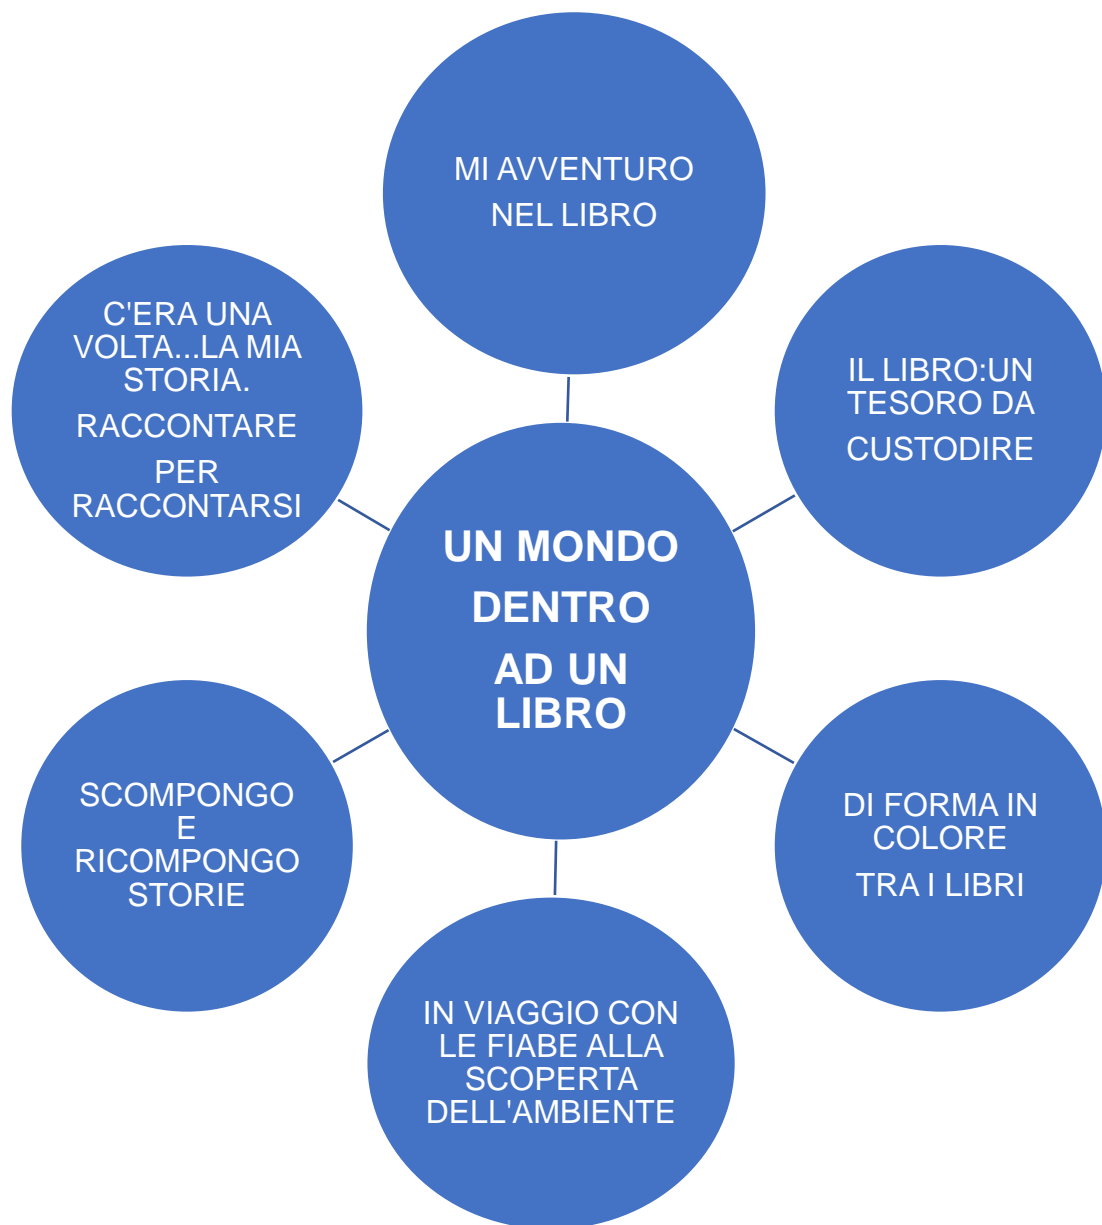 MI AVVENTURO
NEL LIBRO
C'ERA UNA
VOLTA...LA MIA
STORIA.
RACCONTARE
PER
RACCONTARSI
IL LIBRO:UN
TESORO DA
CUSTODIRE
UN MONDO
DENTRO
AD UN
LIBRO
SCOMPONGO
E
RICOMPONGO
STORIE
DI FORMA IN
COLORE
TRA I LIBRI
IN VIAGGIO CON
LE FIABE ALLA
SCOPERTA
DELL'AMBIENTE